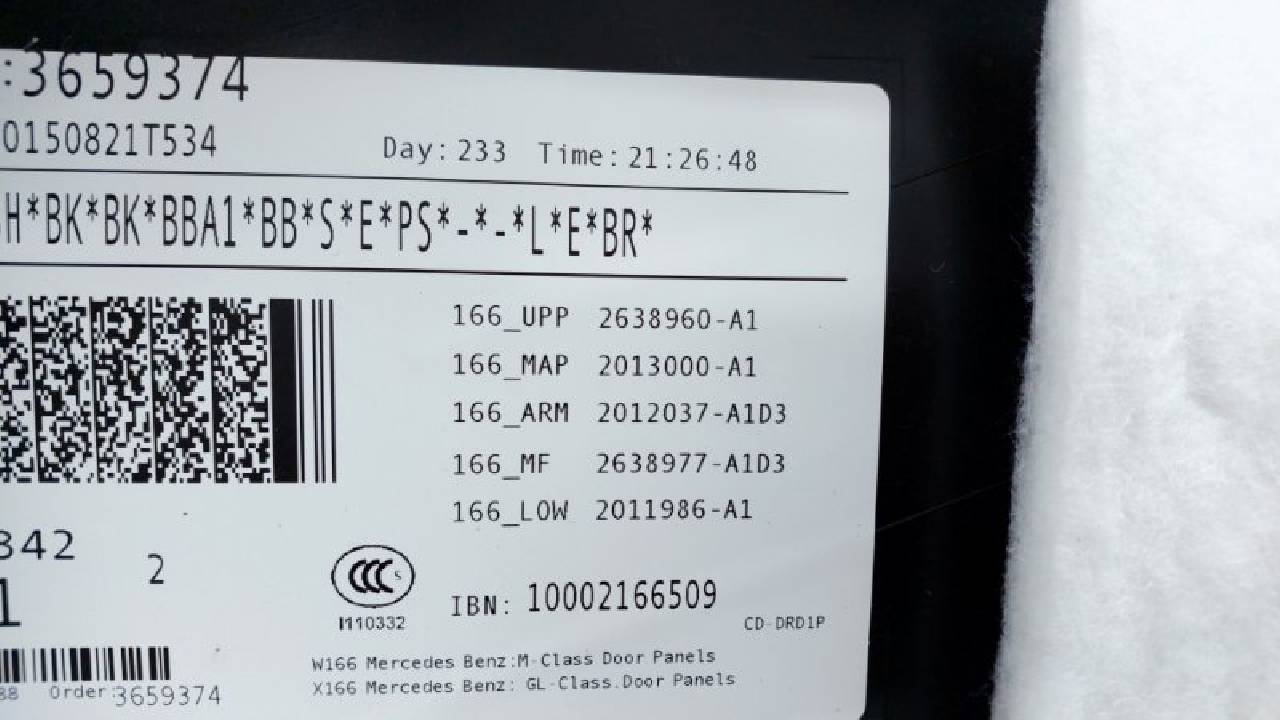 :3659374
0150821T534 Day: 233 Time: 21:26:48
H*BK*BK*BBA1*BB*S*E*PS*-*-*L*E*BR*
166_UPP 2638960-A1
166_MAP 2013000-A1
166_ARM 2012037-A1D3
166_MF 2638977-A1D3
166_LOW 2011986-A1
342
2
1
CCC S
I110332
IBN: 10002166509
CD-DRD1P
W166 Mercedes Benz:M-Class Door Panels
X166 Mercedes Benz: GL-Class.Door Panels
88 Order:3659374